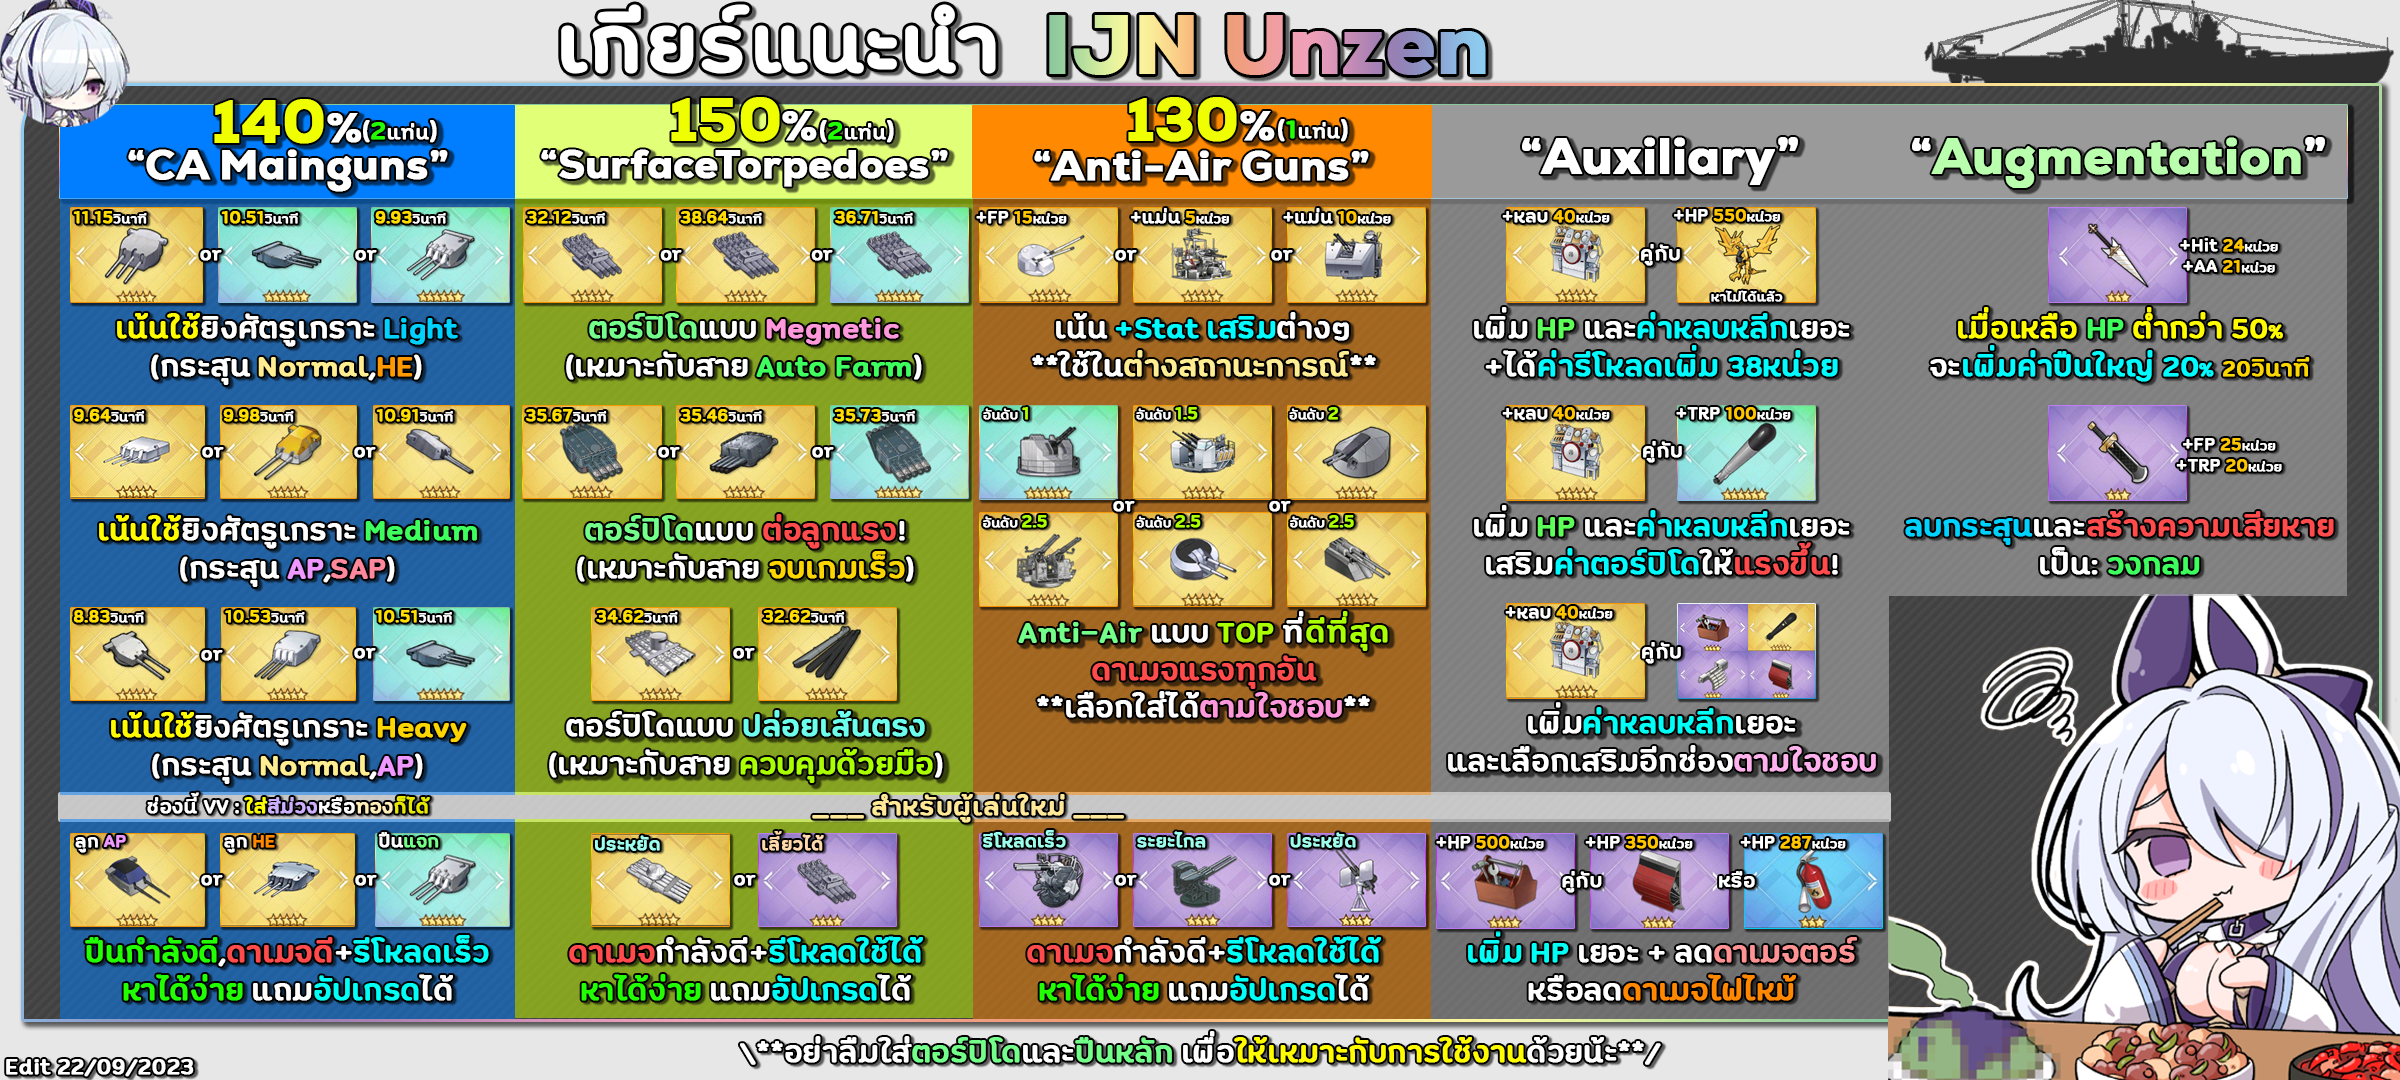 เกียร์แนะนำ IJN Unzen
140%(2แท่น)
“CA Mainguns”
150%(2แท่น)
“SurfaceTorpedoes”
130%(1แท่น)
“Anti-Air Guns”
“Auxiliary”
“Augmentation”
11.15วินาที or 10.51วินาที or 9.93วินาที
เน้นใช้ยิงศัตรูเกราะ Light
(กระสุน Normal,HE)
9.64วินาที or 9.98วินาที or 10.91วินาที
เน้นใช้ยิงศัตรูเกราะ Medium
(กระสุน AP,SAP)
8.83วินาที or 10.53วินาที or 10.51วินาที
เน้นใช้ยิงศัตรูเกราะ Heavy
(กระสุน Normal,AP)
32.12วินาที or 38.64วินาที or 36.71วินาที
ตอร์ปิโดแบบ Megnetic
(เหมาะกับสาย Auto Farm)
35.67วินาที or 35.46วินาที or 35.73วินาที
ตอร์ปิโดแบบ ต่อลูกแรง!
(เหมาะกับสาย จบเกมเร็ว)
34.62วินาที or 32.62วินาที
ตอร์ปิโดแบบ ปล่อยเส้นตรง
(เหมาะกับสาย ควบคุมด้วยมือ)
+FP 15หน่วย or +แม่น 5หน่วย or +แม่น 10หน่วย
เน้น +Stat เสริมต่างๆ
**ใช้ในต่างสถานะการณ์**
อันดับ 1 อันดับ 1.5 อันดับ 2
or or
อันดับ 2.5 อันดับ 2.5 อันดับ 2.5
Anti-Air แบบ TOP ที่ดีที่สุด
ดาเมจแรงทุกอัน
**เลือกใส่ได้ตามใจชอบ**
+หลบ 40หน่วย คู่กับ +HP 550หน่วย
หาไม่ได้แล้ว
เพิ่ม HP และค่าหลบหลีกเยอะ
+ได้ค่ารีโหลดเพิ่ม 38หน่วย
+หลบ 40หน่วย คู่กับ +TRP 100หน่วย
เพิ่ม HP และค่าหลบหลีกเยอะ
เสริมค่าตอร์ปิโดให้แรงขึ้น!
+หลบ 40หน่วย คู่กับ
เพิ่มค่าหลบหลีกเยอะ
และเลือกเสริมอีกช่องตามใจชอบ
+Hit 24หน่วย
+AA 21หน่วย
เมื่อเหลือ HP ต่ำกว่า 50%
จะเพิ่มค่าปืนใหญ่ 20% 20วินาที
+FP 25หน่วย
+TRP 20หน่วย
ลบกระสุนและสร้างความเสียหาย
เป็น: วงกลม
ช่องนี้ VV : ใส่สีม่วงหรือทองก็ได้
___ สำหรับผู้เล่นใหม่ ___
ลูก AP or ลูก HE or ปืนแจก
ปืนกำลังดี,ดาเมจดี+รีโหลดเร็ว
หาได้ง่าย แถมอัปเกรดได้
ประหยัด or เลี้ยวได้
ดาเมจกำลังดี+รีโหลดใช้ได้
หาได้ง่าย แถมอัปเกรดได้
รีโหลดเร็ว or ระยะไกล or ประหยัด
ดาเมจกำลังดี+รีโหลดใช้ได้
หาได้ง่าย แถมอัปเกรดได้
+HP 500หน่วย คู่กับ +HP 350หน่วย หรือ +HP 287หน่วย
เพิ่ม HP เยอะ + ลดดาเมจตอร์
หรือลดดาเมจไฟไหม้
\**อย่าลืมใส่ตอร์ปิโดและปืนหลัก เพื่อให้เหมาะกับการใช้งานด้วยน้ะ**/
Edit 22/09/2023